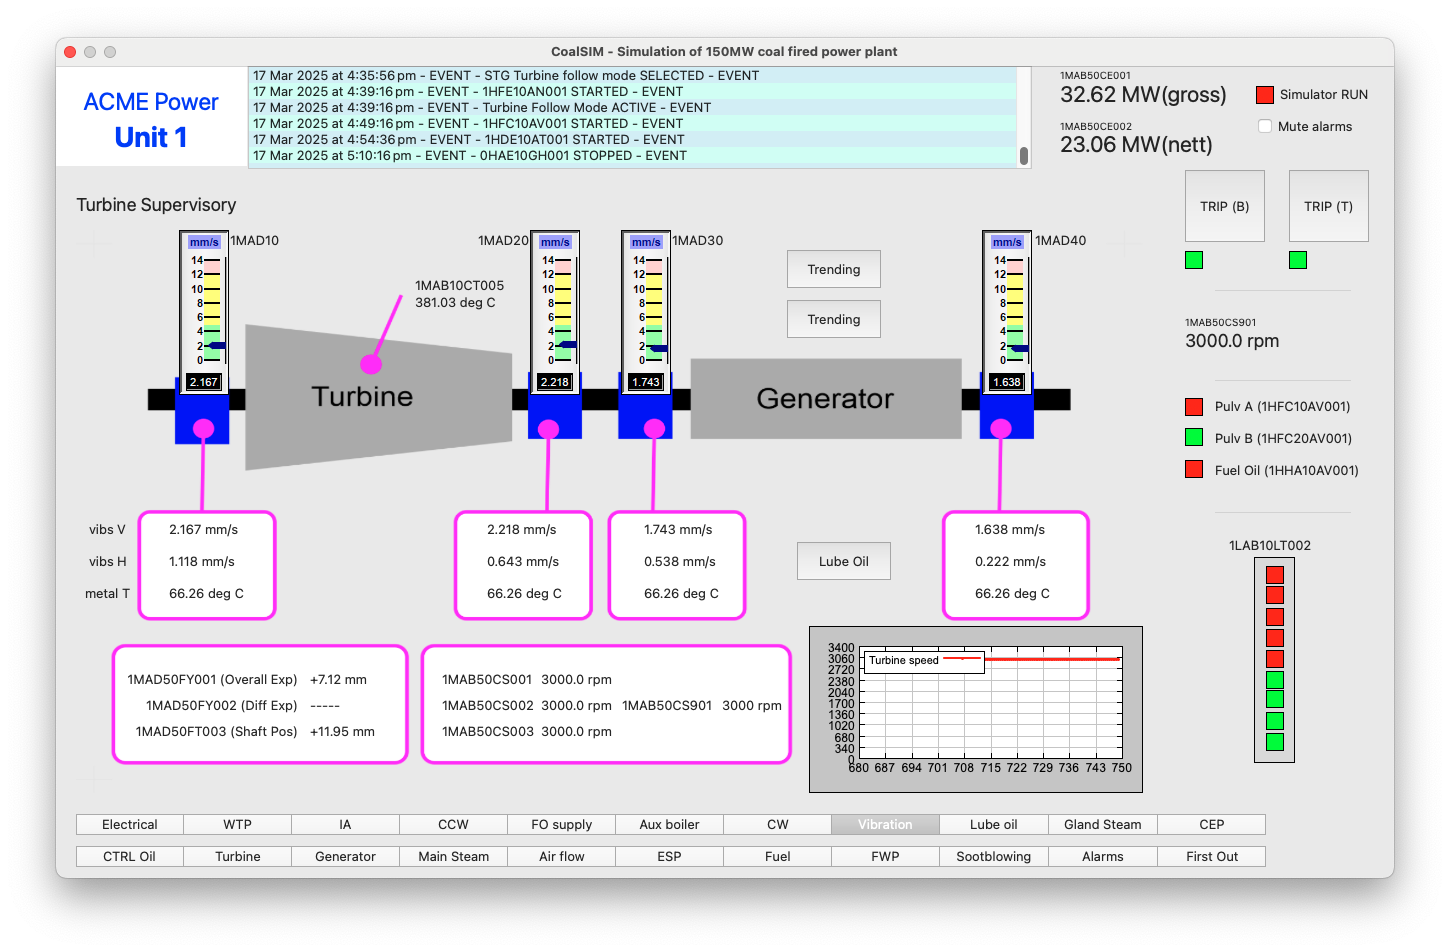 CoalSIM - Simulation of 150MW coal fired power plant
ACME Power
Unit 1
17 Mar 2025 at 4:35:56 pm - EVENT - STG Turbine follow mode SELECTED - EVENT
17 Mar 2025 at 4:39:16 pm - EVENT - 1HFE10AN001 STARTED - EVENT
17 Mar 2025 at 4:39:16 pm - EVENT - Turbine Follow Mode ACTIVE - EVENT
17 Mar 2025 at 4:49:16 pm - EVENT - 1HFC10AV001 STARTED - EVENT
17 Mar 2025 at 4:54:36 pm - EVENT - 1HDE10AT001 STARTED - EVENT
17 Mar 2025 at 5:10:16 pm - EVENT - 0HAE10GH001 STOPPED - EVENT
1MAB50CE001
32.62 MW(gross)
1MAB50CE002
23.06 MW(nett)
Simulator RUN
Mute alarms
TRIP (B)
TRIP (T)
1MAB50CS901
3000.0 rpm
Pulv A (1HFC10AV001)
Pulv B (1HFC20AV001)
Fuel Oil (1HHA10AV001)
1LAB10LT002
Turbine Supervisory
mm/s
1MAD10
14
12
10
8
6
4
2
0
2.167
1MAD20
mm/s
14
12
10
8
6
4
2
0
2.218
mm/s
1MAD30
14
12
10
8
6
4
2
0
1.743
mm/s
1MAD40
14
12
10
8
6
4
2
0
1.638
1MAB10CT005
381.03 deg C
Trending
Trending
Turbine
Generator
vibs V 2.167 mm/s 2.218 mm/s 1.743 mm/s 1.638 mm/s
vibs H 1.118 mm/s 0.643 mm/s 0.538 mm/s 0.222 mm/s
metal T 66.26 deg C 66.26 deg C 66.26 deg C 66.26 deg C
Lube Oil
1MAD50FY001 (Overall Exp) +7.12 mm
1MAD50FY002 (Diff Exp) -----
1MAD50FT003 (Shaft Pos) +11.95 mm
1MAB50CS001 3000.0 rpm
1MAB50CS002 3000.0 rpm 1MAB50CS901 3000 rpm
1MAB50CS003 3000.0 rpm
Turbine speed
3400
3060
2720
2380
2040
1700
1360
1020
680
340
0
680 687 694 701 708 715 722 729 736 743 750
Electrical WTP IA CCW FO supply Aux boiler CW Vibration Lube oil Gland Steam CEP
CTRL Oil Turbine Generator Main Steam Air flow ESP Fuel FWP Sootblowing Alarms First Out